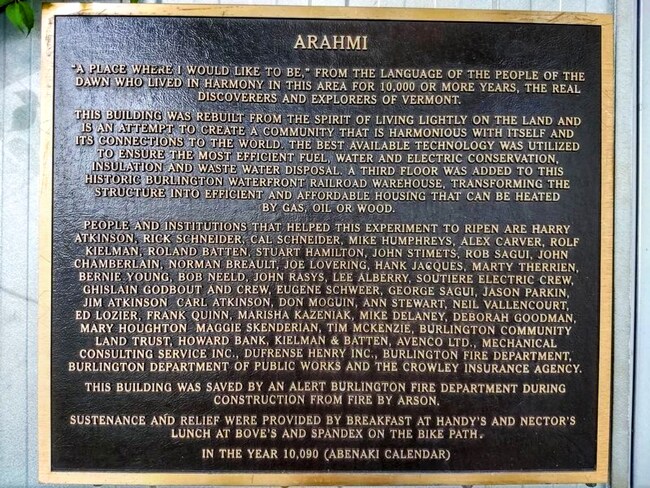 ARAHMI
"A PLACE WHERE I WOULD LIKE TO BE," FROM THE LANGUAGE OF THE PEOPLE OF THE
DAWN WHO LIVED IN HARMONY IN THIS AREA FOR 10,000 OR MORE YEARS, THE REAL
DISCOVERERS AND EXPLORERS OF VERMONT.
THIS BUILDING WAS REBUILT FROM THE SPIRIT OF LIVING LIGHTLY ON THE LAND AND
IS AN ATTEMPT TO CREATE A COMMUNITY THAT IS HARMONIOUS WITH ITSELF AND
ITS CONNECTIONS TO THE WORLD. THE BEST AVAILABLE TECHNOLOGY WAS UTILIZED
TO ENSURE THE MOST EFFICIENT FUEL, WATER AND ELECTRIC CONSERVATION,
INSULATION AND WASTE WATER DISPOSAL. A THIRD FLOOR WAS ADDED TO THIS
HISTORIC BURLINGTON WATERFRONT RAILROAD WAREHOUSE, TRANSFORMING THE
STRUCTURE INTO EFFICIENT AND AFFORDABLE HOUSING THAT CAN BE HEATED
BY GAS, OIL OR WOOD.
PEOPLE AND INSTITUTIONS THAT HELPED THIS EXPERIMENT TO RIPEN ARE HARRY
ATKINSON, RICK SCHNEIDER, CAL SCHNEIDER, MIKE HUMPHREYS, ALEX CARVER, ROLF
KIELMAN, ROLAND BATTEN, STUART HAMILTON, JOHN STIMETS, ROB SAGUI, JOHN
CHAMBERLAIN, NORMAN BREAULT, JOE LOVERING, HANK JACQUES, MARTY THERRIEN,
BERNIE YOUNG, BOB NEELD, JOHN RASYS, LEE ALBERRY, SOUTIERE ELECTRIC CREW,
GHISLAIN GODBOUT AND CREW, EUGENE SCHWEER, GEORGE SAGUI, JASON PARKIN,
JIM ATKINSON CARL ATKINSON, DON MOGUIN, ANN STEWART, NEIL VALLENCOURT,
ED LOZIER, FRANK QUINN, MARISHA KAZENIAK, MIKE DELANEY, DEBORAH GOODMAN,
MARY HOUGHTON MAGGIE SKENDERIAN, TIM MCKENZIE, BURLINGTON COMMUNITY
LAND TRUST, HOWARD BANK, KIELMAN & BATTEN, AVENCO LTD., MECHANICAL
CONSULTING SERVICE INC., DUFRENSE HENRY INC., BURLINGTON FIRE DEPARTMENT,
BURLINGTON DEPARTMENT OF PUBLIC WORKS AND THE CROWLEY INSURANCE AGENCY.
THIS BUILDING WAS SAVED BY AN ALERT BURLINGTON FIRE DEPARTMENT DURING
CONSTRUCTION FROM FIRE BY ARSON.
SUSTENANCE AND RELIEF WERE PROVIDED BY BREAKFAST AT HANDY'S AND NECTOR'S
LUNCH AT BOVE'S AND SPANDEX ON THE BIKE PATH.
IN THE YEAR 10,090 (ABENAKI CALENDAR)